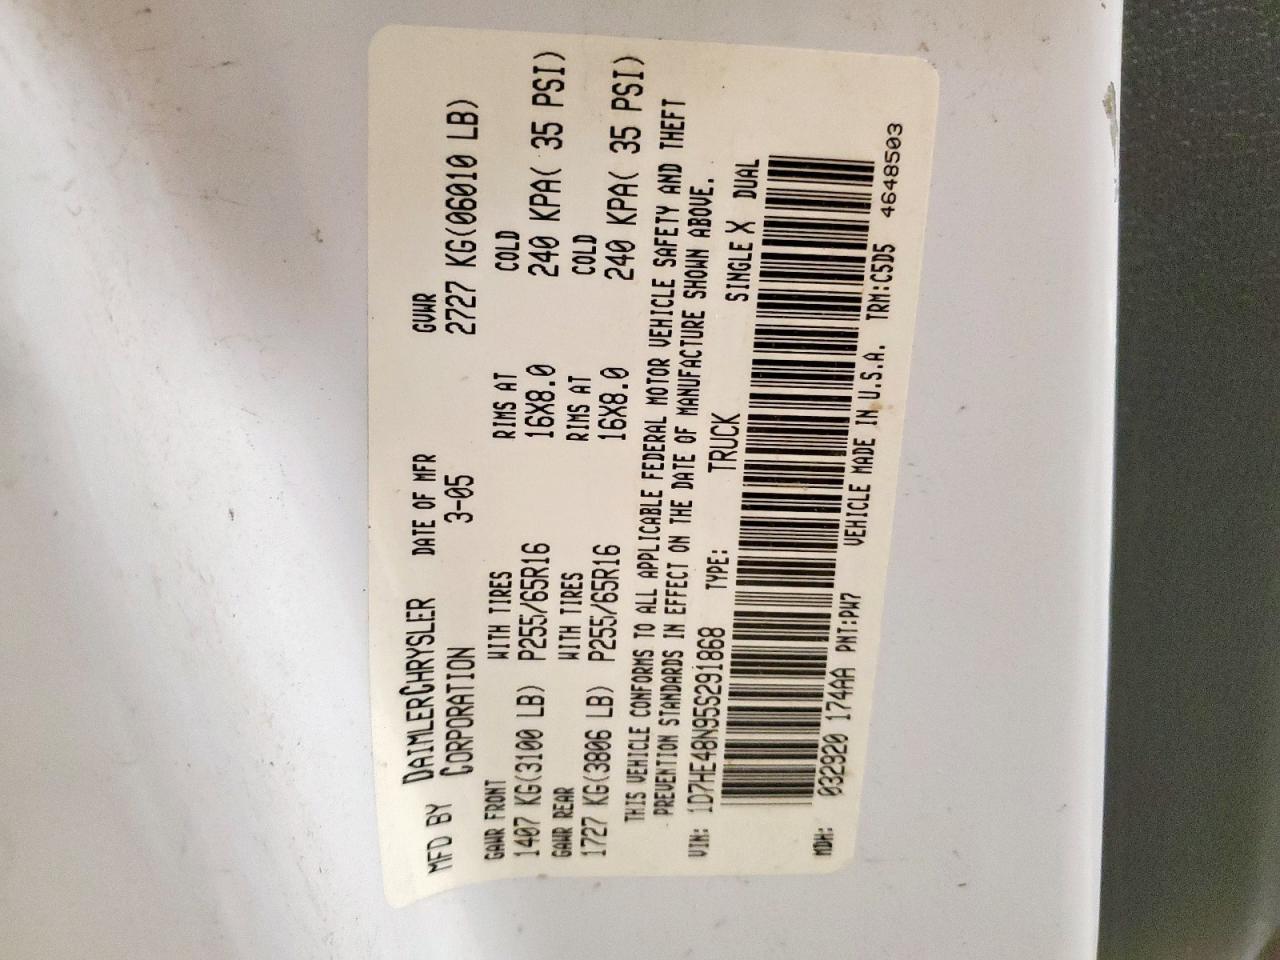 MFD BY DAIMLERCHRYSLER DATE OF MFR GVWR
CORPORATION 3-05 2727 KG(06010 LB)
GAWR FRONT WITH TIRES RIMS AT COLD
1407 KG(3100 LB) P255/65R16 16X8.0 240 KPA( 35 PSI)
GAWR REAR WITH TIRES RIMS AT COLD
1727 KG(3806 LB) P255/65R16 16X8.0 240 KPA( 35 PSI)
THIS VEHICLE CONFORMS TO ALL APPLICABLE FEDERAL MOTOR VEHICLE SAFETY AND THEFT
PREVENTION STANDARDS IN EFFECT ON THE DATE OF MANUFACTURE SHOWN ABOVE.
VIN: 1D7HE48N95S291868 TYPE: TRUCK SINGLE X DUAL
MDH: 032920 174AA PNT:PW7 VEHICLE MADE IN U.S.A. TRM:C5D5 4648503